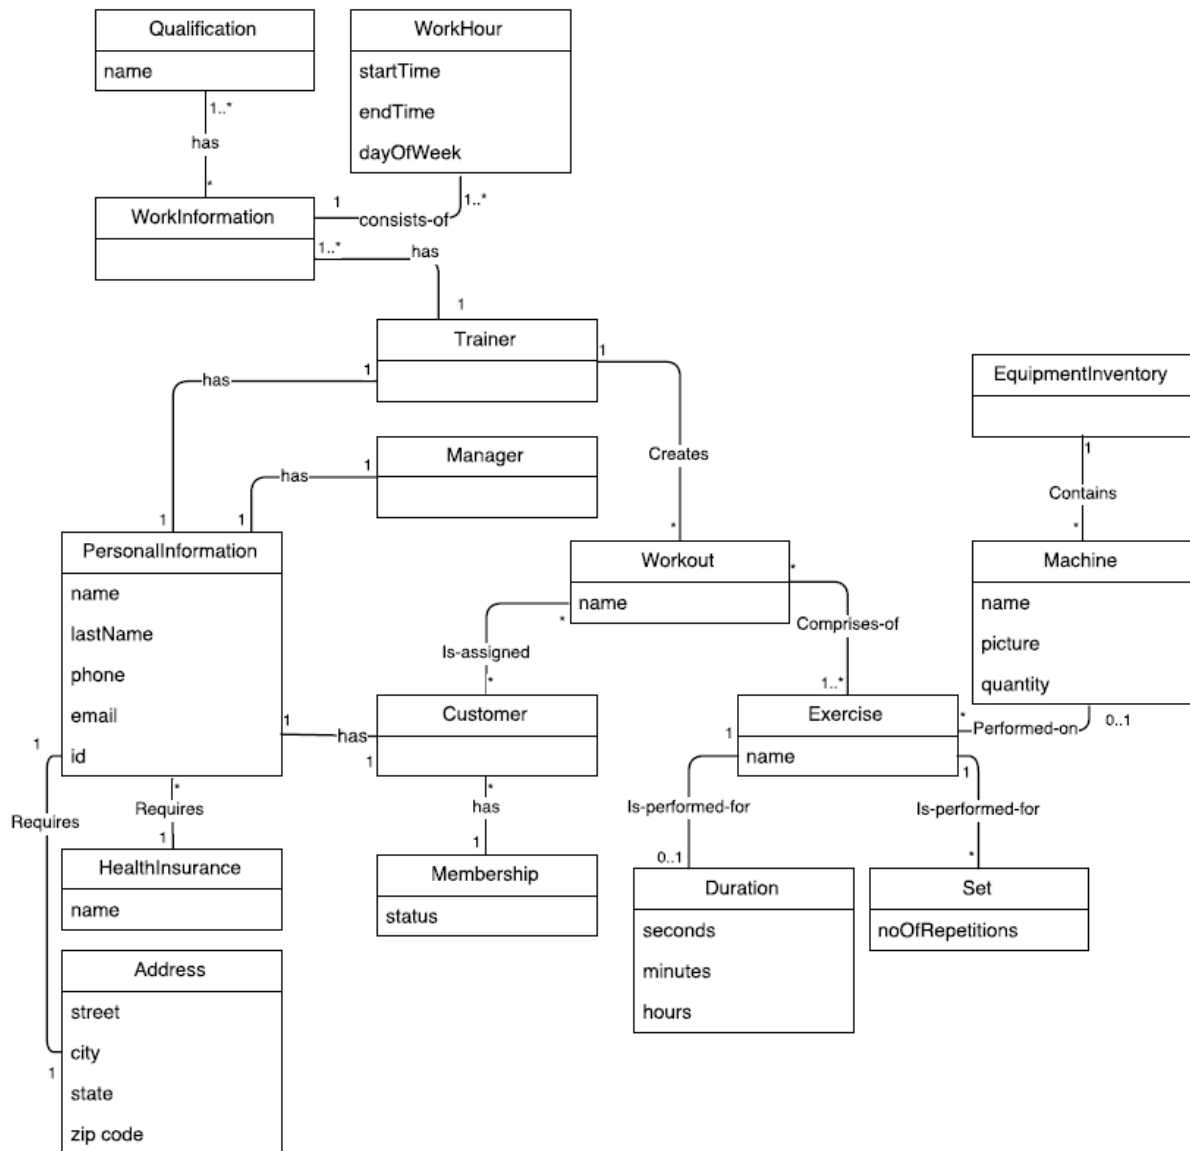 Qualification
name
1..*
has
*
WorkHour
startTime
endTime
dayOfWeek
1..*
WorkInformation
1
consists-of
1..*
has
1
Trainer
1
has
1
1
Creates
*
Manager
1
has
1
EquipmentInventory
1
Contains
*
PersonalInformation
name
lastName
phone
email
id
Workout
name
*
*
Is-assigned
*
Comprises-of
1..*
Machine
name
picture
quantity
0..1
Customer
1
has
1
Exercise
name
*
Performed-on
1
Requires
1
*
Requires
1
*
has
1
1
Is-performed-for
0..1
1
Is-performed-for
*
HealthInsurance
name
Membership
status
Duration
seconds
minutes
hours
Set
noOfRepetitions
Address
street
city
state
zip code